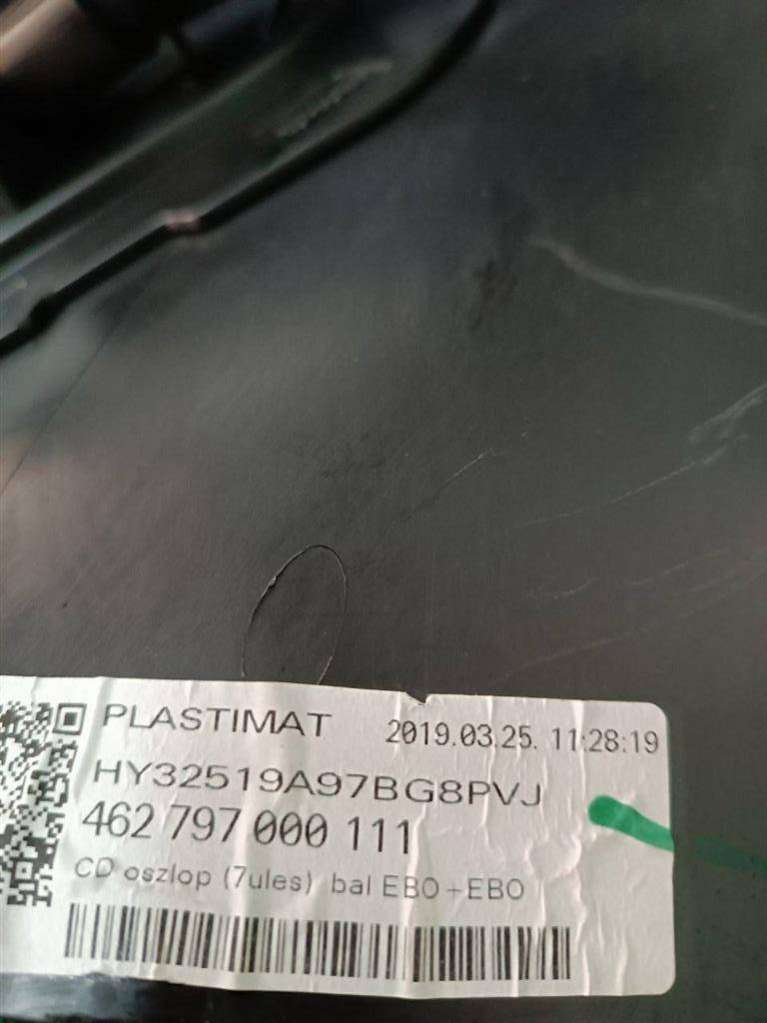 PLASTIMAT 2019.03.25. 11:28:19
HY32519A97BG8PVJ
462 797 000 111
CD oszlop (7ules) bal EBO+EBO